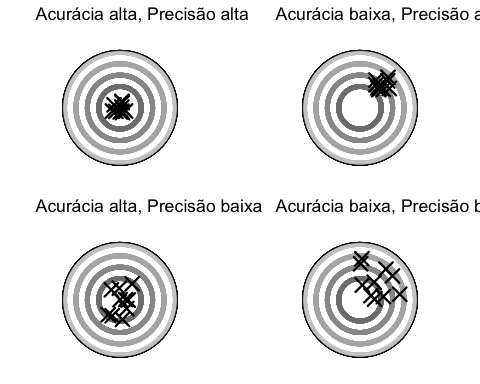 Acurácia alta, Precisão alta
Acurácia baixa, Precisão a
Acurácia alta, Precisão baixa
Acurácia baixa, Precisão b